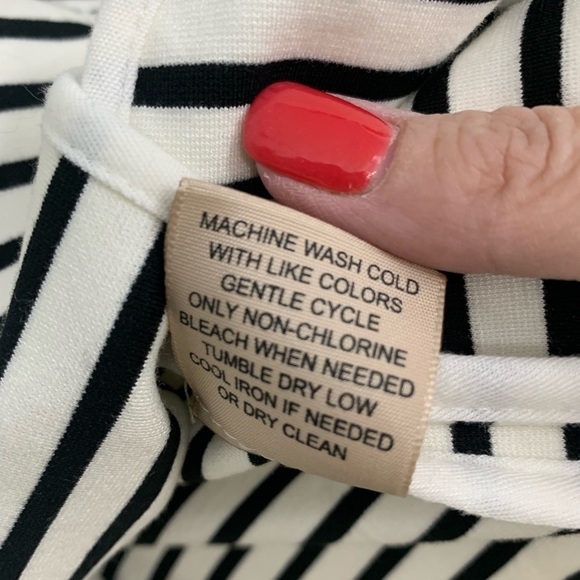 MACHINE WASH COLD
WITH LIKE COLORS
GENTLE CYCLE
ONLY NON-CHLORINE
BLEACH WHEN NEEDED
TUMBLE DRY LOW
COOL IRON IF NEEDED
OR DRY CLEAN